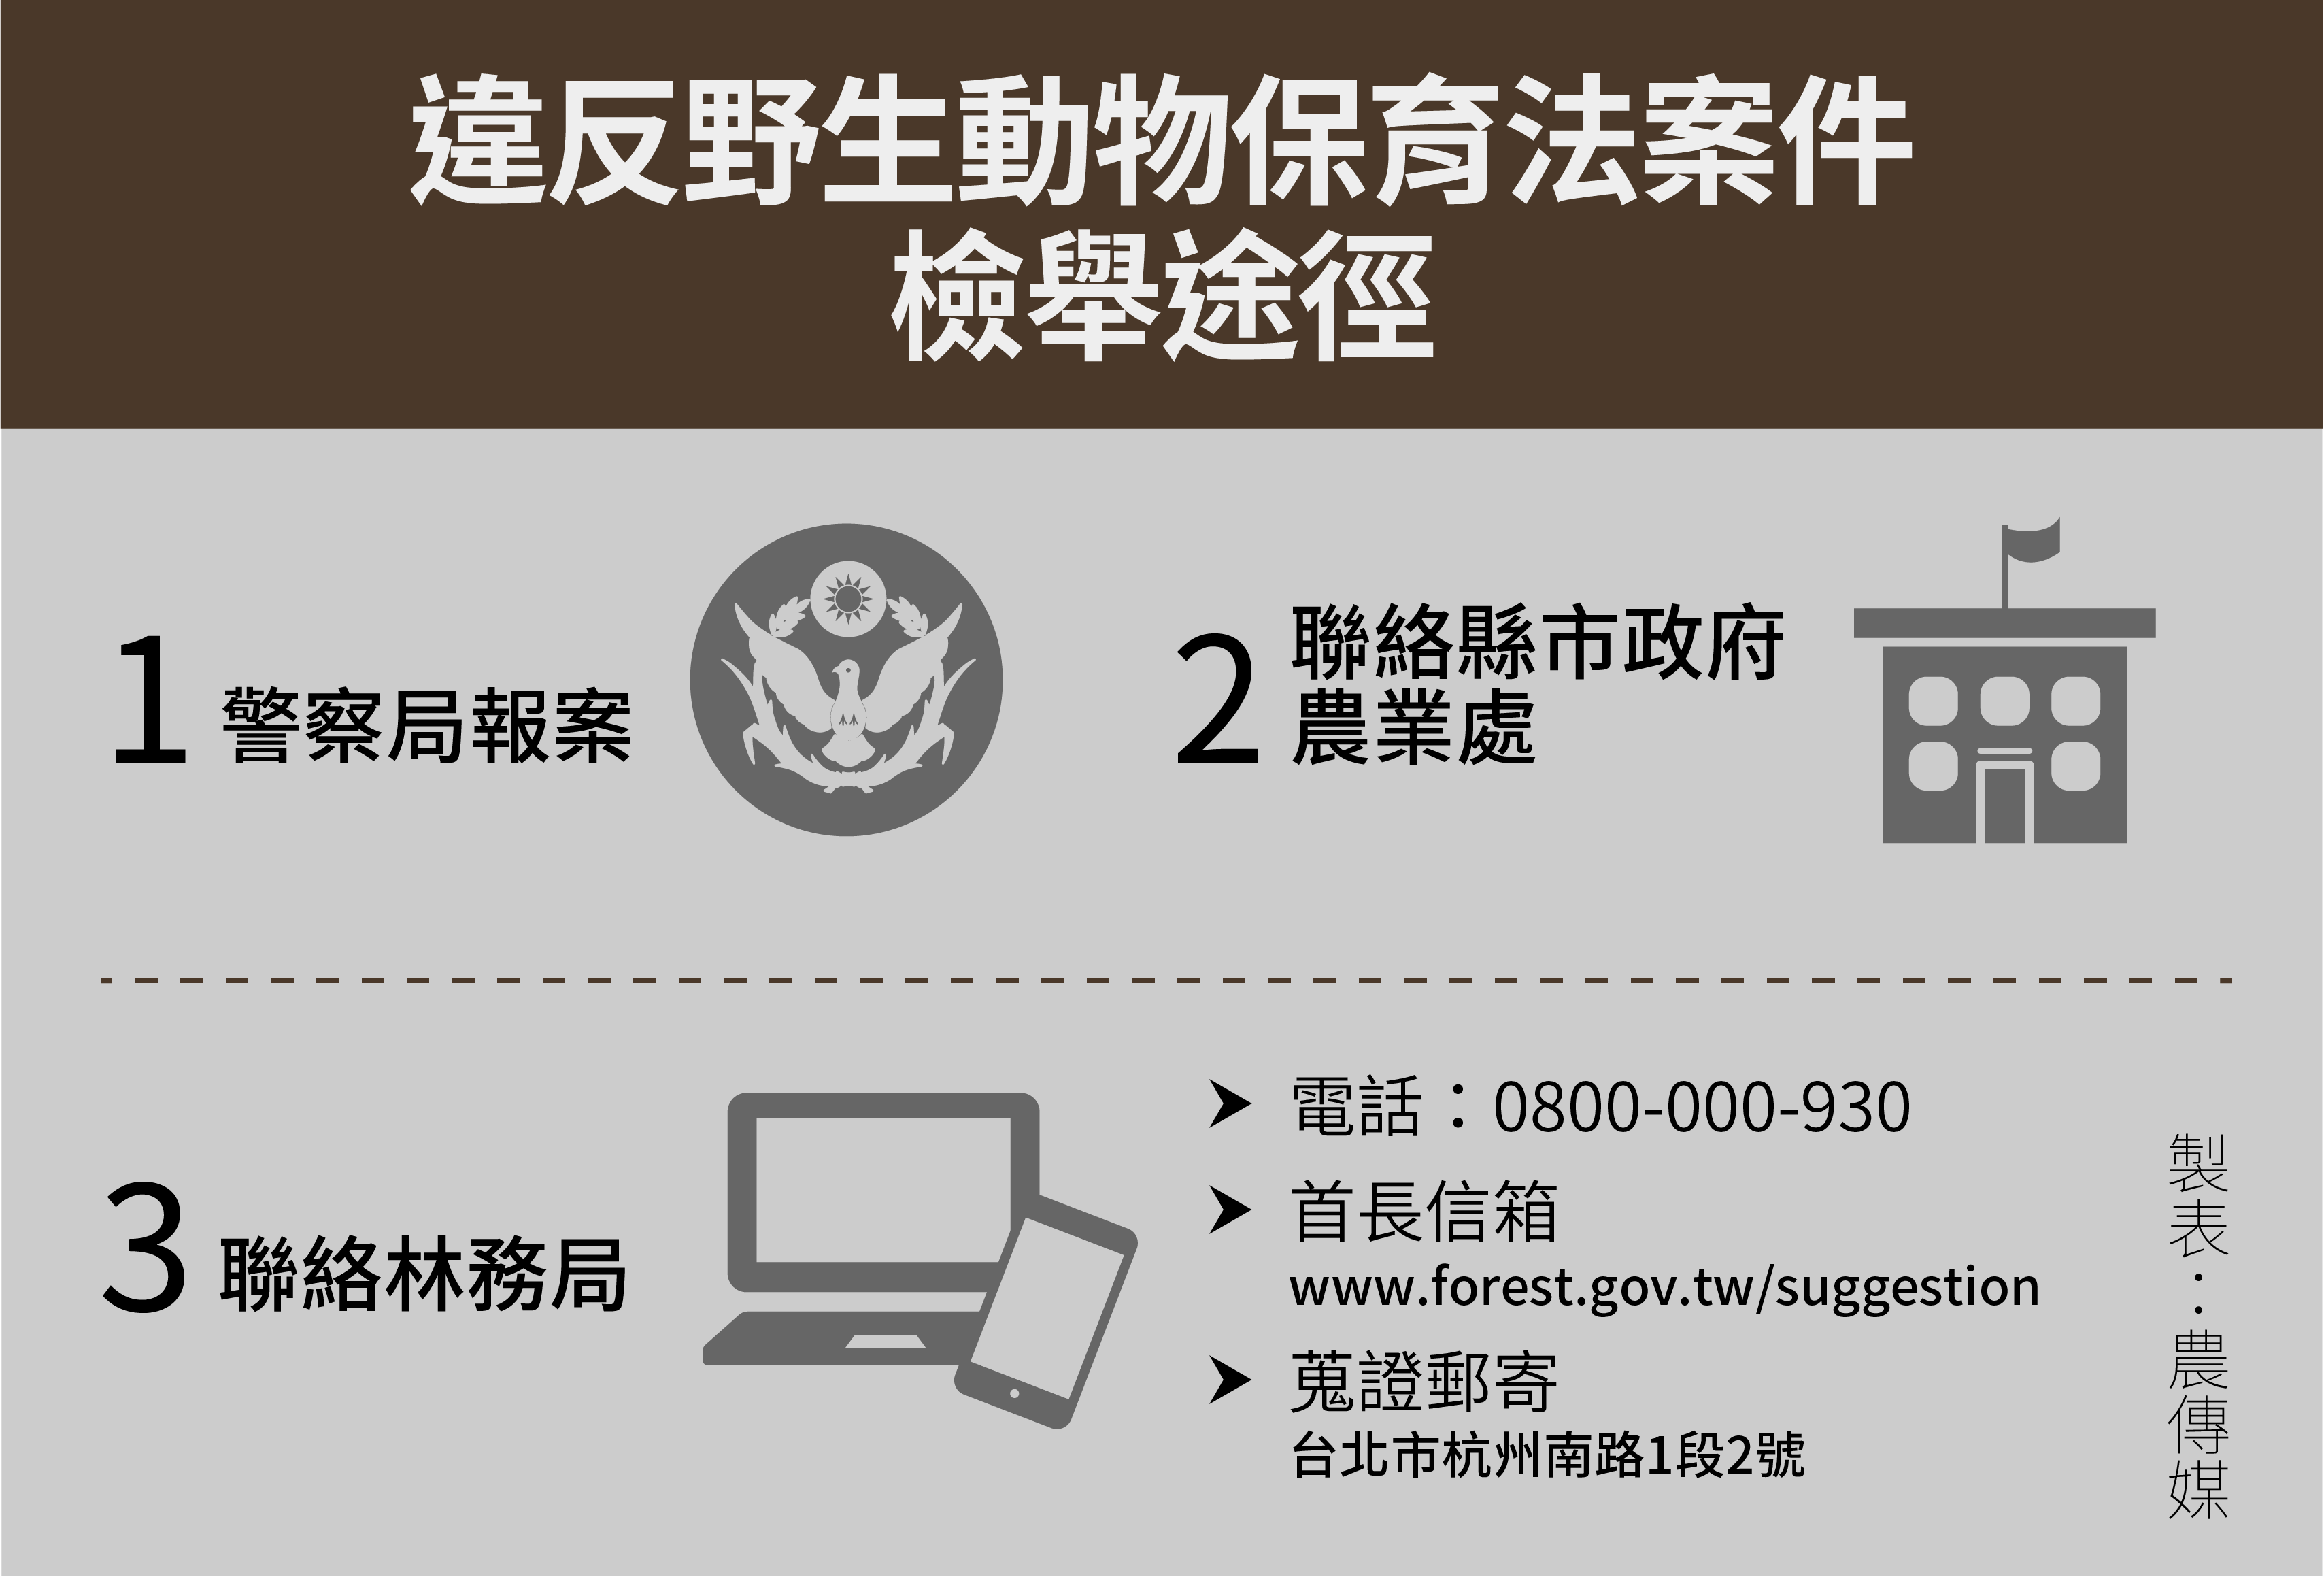 違反野生動物保育法案件
檢舉途徑
1 警察局報案
2 聯絡縣市政府
農業處
3 聯絡林務局
➤ 電話：0800-000-930
➤ 首長信箱
www.forest.gov.tw/suggestion
➤ 蒐證郵寄
台北市杭州南路1段2號
製表：農傳媒